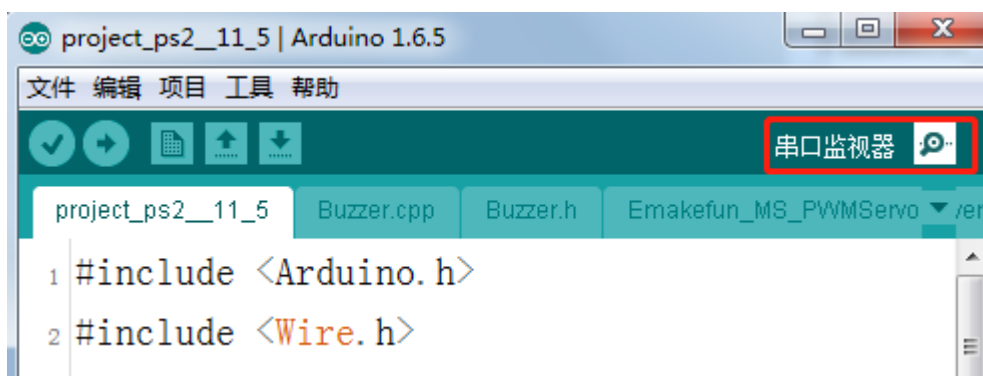 project_ps2__11_5 | Arduino 1.6.5
文件 编辑 项目 工具 帮助
串口监视器
project_ps2__11_5 Buzzer.cpp Buzzer.h Emakefun_MS_PWMServo
1 #include <Arduino.h>
2 #include <Wire.h>